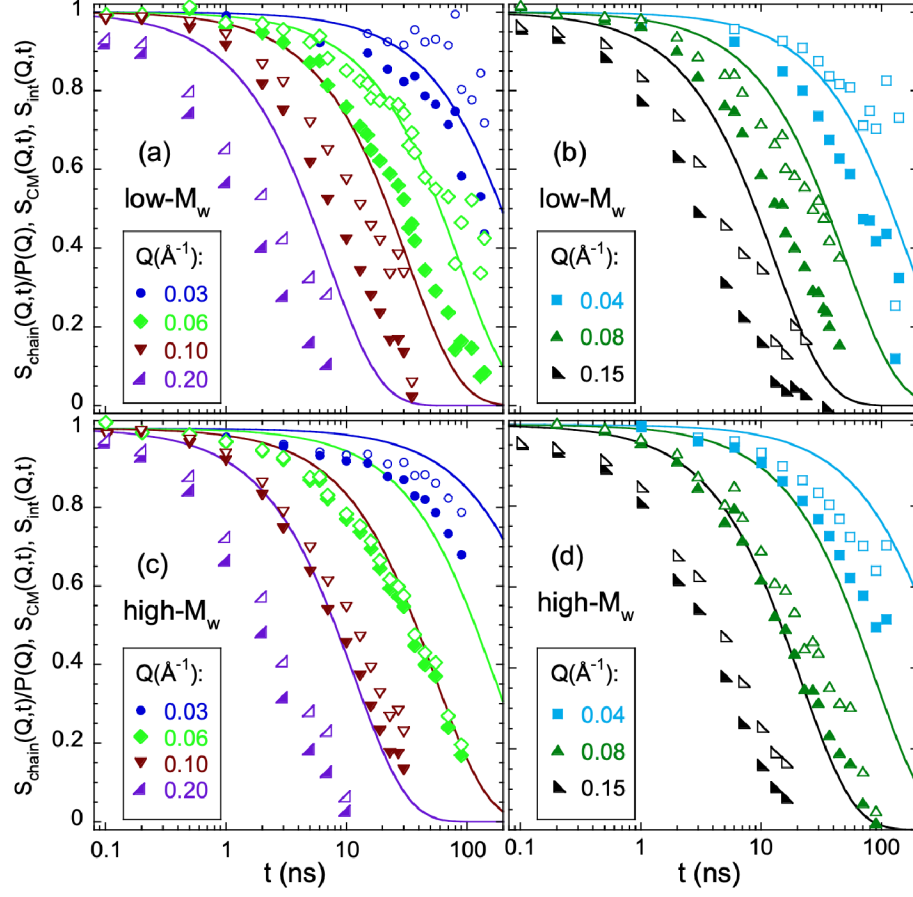 S_chain(Q,t)/P(Q), S_CM(Q,t), S_int(Q,t)
1
0.8
0.6
0.4
0.2
0
(a)
low-M_w
Q(Å⁻¹):
0.03
0.06
0.10
0.20
(b)
low-M_w
Q(Å⁻¹):
0.04
0.08
0.15
S_chain(Q,t)/P(Q), S_CM(Q,t), S_int(Q,t)
1
0.8
0.6
0.4
0.2
0
(c)
high-M_w
Q(Å⁻¹):
0.03
0.06
0.10
0.20
(d)
high-M_w
Q(Å⁻¹):
0.04
0.08
0.15
0.1 1 10 100 0.1 1 10 100
t (ns) t (ns)